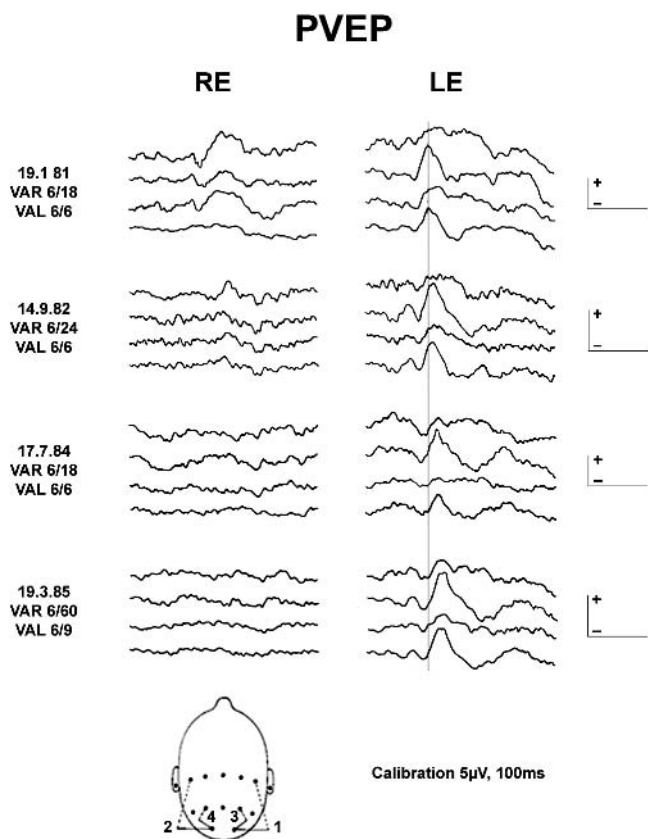 PVEP
RE LE
19.1 81
VAR 6/18
VAL 6/6
+
−
14.9.82
VAR 6/24
VAL 6/6
+
−
17.7.84
VAR 6/18
VAL 6/6
+
−
19.3.85
VAR 6/60
VAL 6/9
+
−
Calibration 5µV, 100ms
4 3
2 1